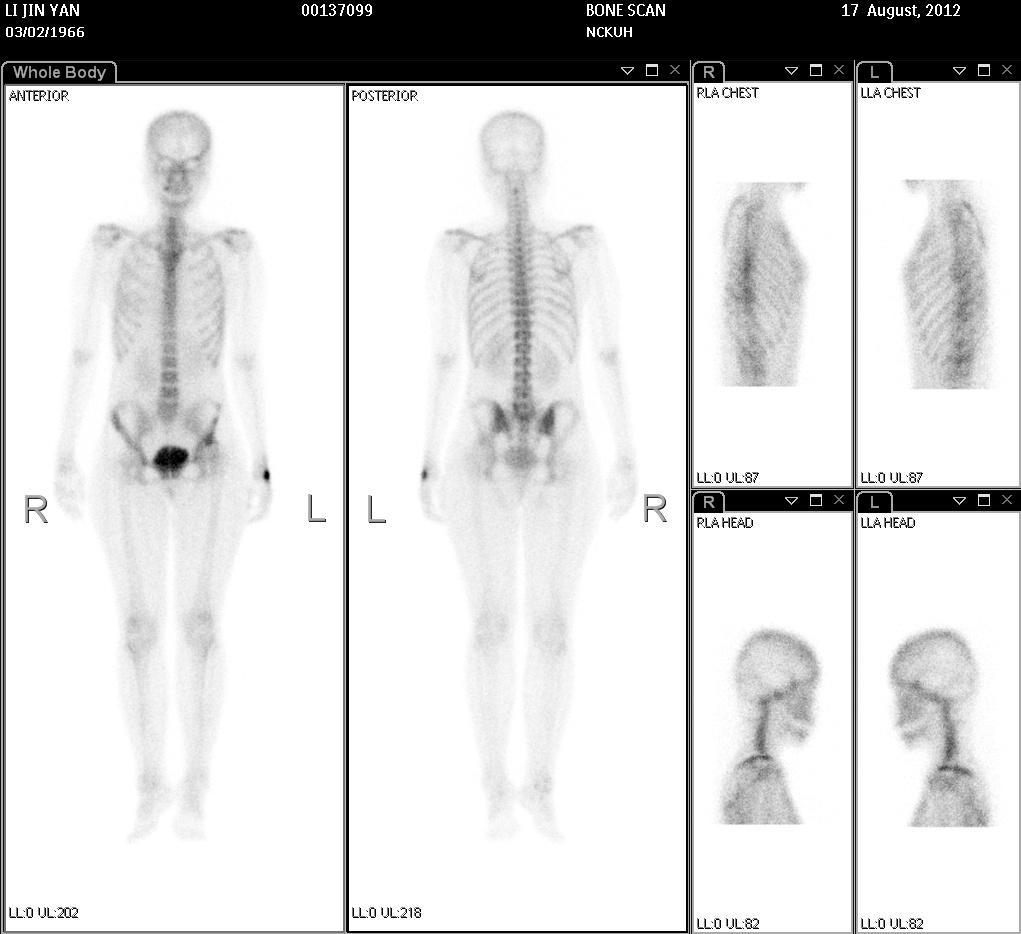 LI JIN YAN 00137099 BONE SCAN 17 August, 2012
03/02/1966 NCKUH
Whole Body
ANTERIOR
POSTERIOR
R
L
L
R
LL:0 UL:202
LL:0 UL:218
R
RLA CHEST
LL:0 UL:87
L
LLA CHEST
LL:0 UL:87
R
RLA HEAD
LL:0 UL:82
L
LLA HEAD
LL:0 UL:82